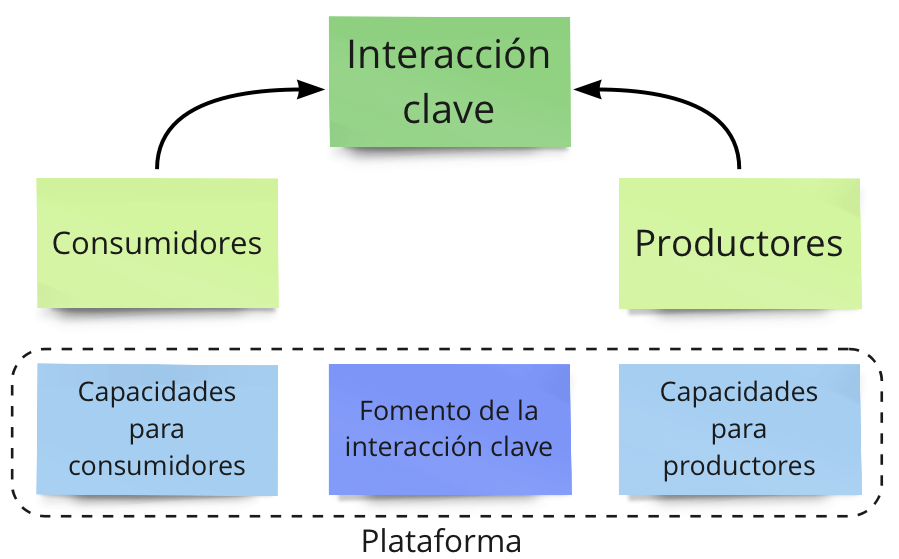 Interacción
clave
Consumidores
Productores
Capacidades
para
consumidores
Fomento de la
interacción clave
Capacidades
para
productores
Plataforma